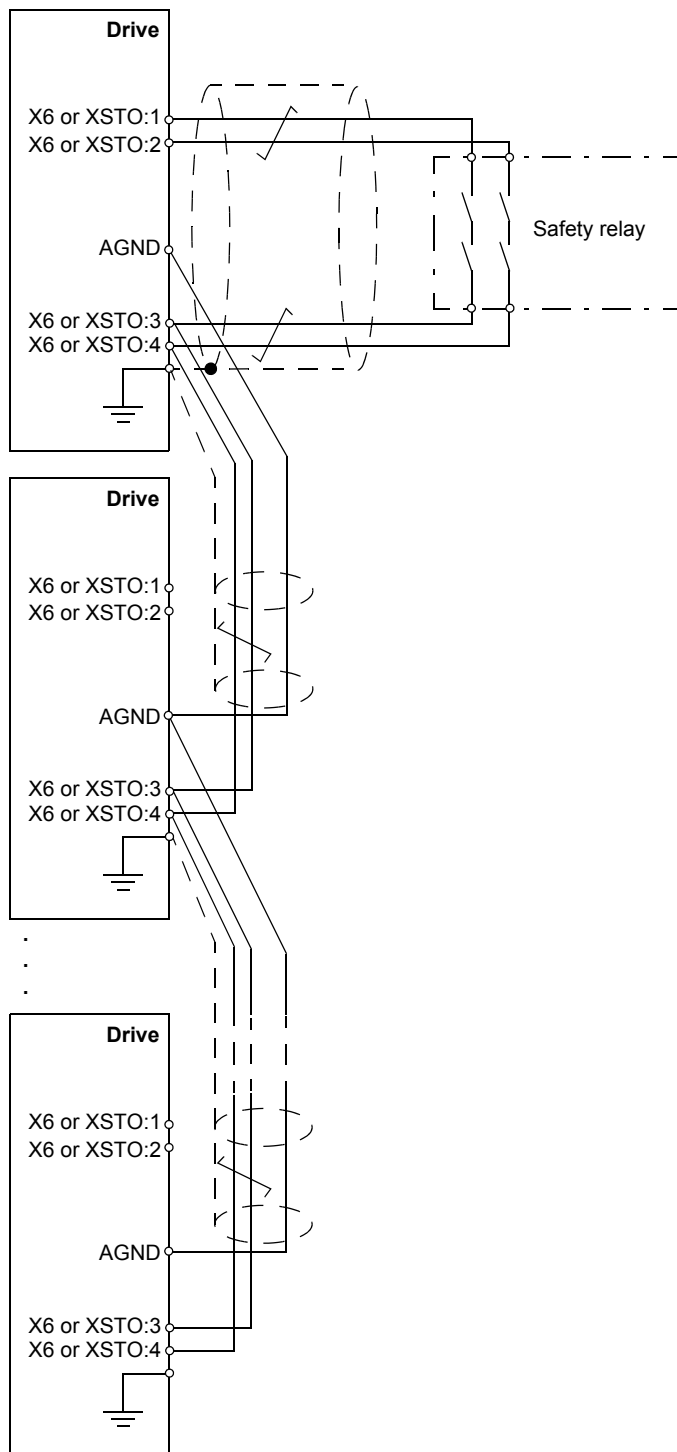 Drive
X6 or XSTO:1
X6 or XSTO:2
Safety relay
AGND
X6 or XSTO:3
X6 or XSTO:4
Drive
X6 or XSTO:1
X6 or XSTO:2
AGND
X6 or XSTO:3
X6 or XSTO:4
.
.
.
Drive
X6 or XSTO:1
X6 or XSTO:2
AGND
X6 or XSTO:3
X6 or XSTO:4